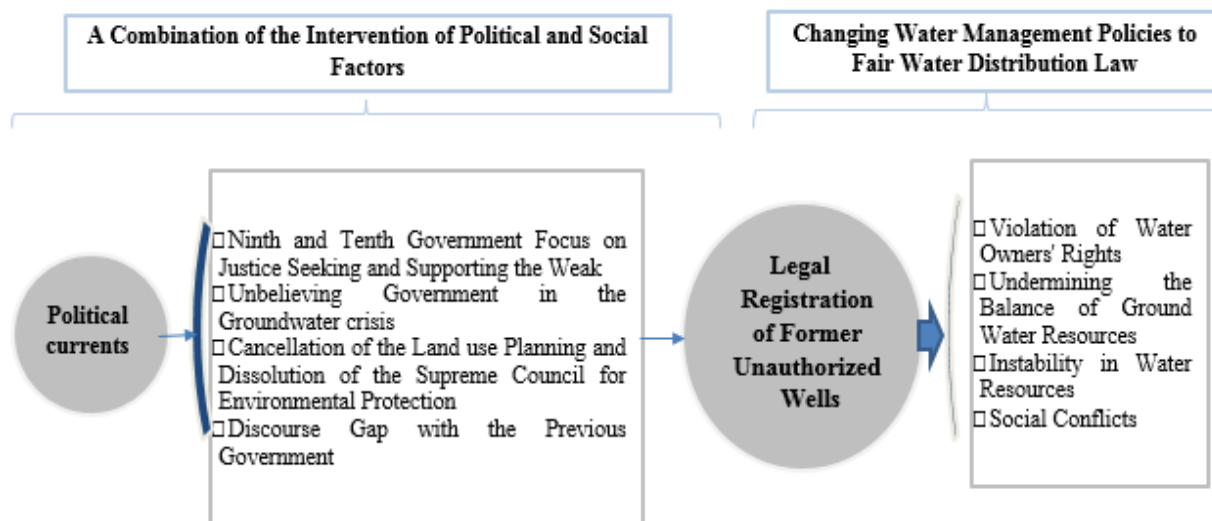 A Combination of the Intervention of Political and Social
Factors
Changing Water Management Policies to
Fair Water Distribution Law
Political
currents
□Ninth and Tenth Government Focus on
Justice Seeking and Supporting the Weak
□Unbelieving Government in the
Groundwater crisis
□Cancellation of the Land use Planning and
Dissolution of the Supreme Council for
Environmental Protection
□Discourse Gap with the Previous
Government
Legal
Registration
of Former
Unauthorized
Wells
□Violation of Water
Owners' Rights
□Undermining the
Balance of Ground
Water Resources
□Instability in Water
Resources
□Social Conflicts